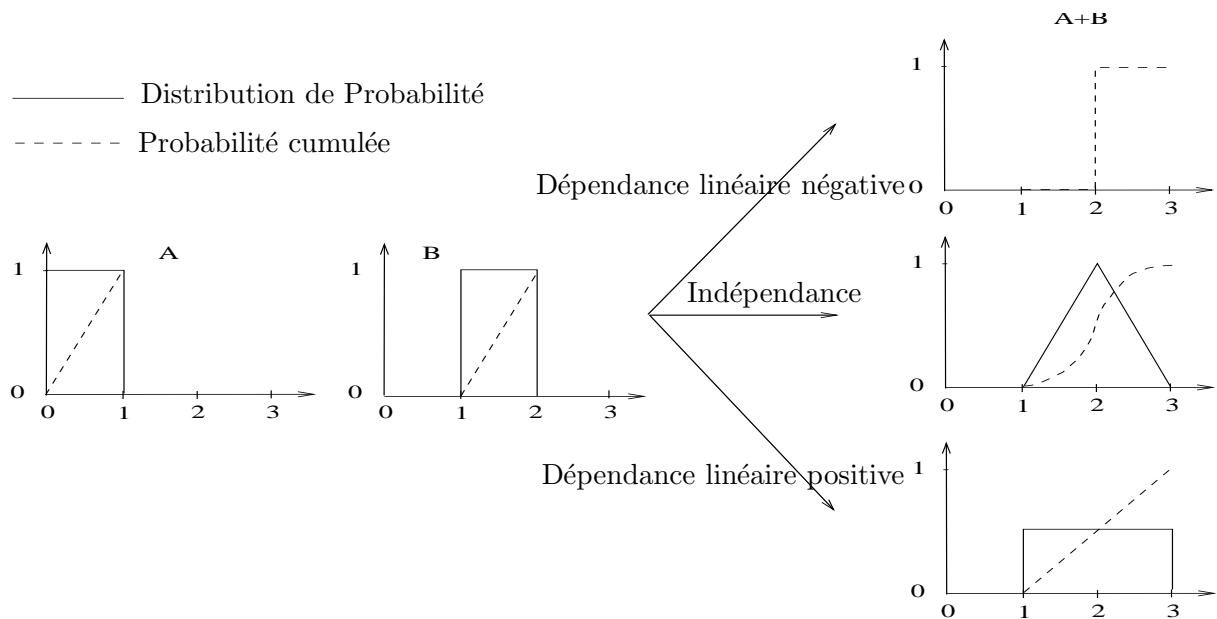 A+B
Distribution de Probabilité
Probabilité cumulée
1
0
0 1 2 3
Dépendance linéaire négative
A
1
0
0 1 2 3
B
1
0
0 1 2 3
Indépendance
1
0
0 1 2 3
Dépendance linéaire positive
1
0
0 1 2 3